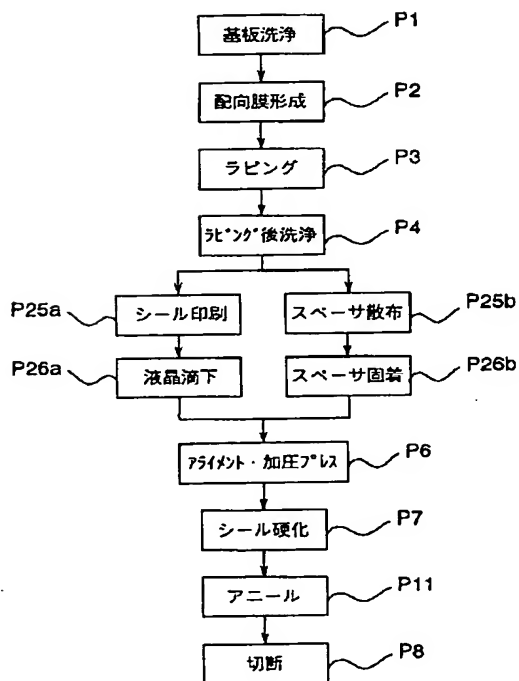 基板洗浄 P1
配向膜形成 P2
ラビング P3
ﾗﾋﾞﾝｸﾞ後洗浄 P4
P25a シール印刷
スペーサ散布 P25b
P26a 液晶滴下
スペーサ固着 P26b
ｱﾗｲﾒﾝﾄ・加圧ﾌﾟﾚｽ P6
シール硬化 P7
アニール P11
切断 P8